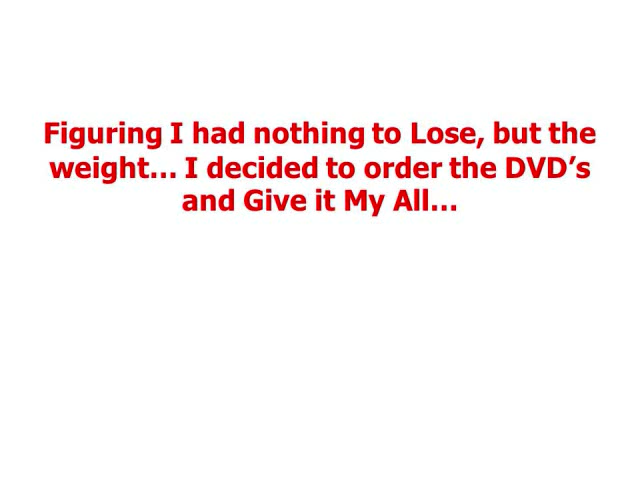 Figuring I had nothing to Lose, but the
weight… I decided to order the DVD’s
and Give it My All…